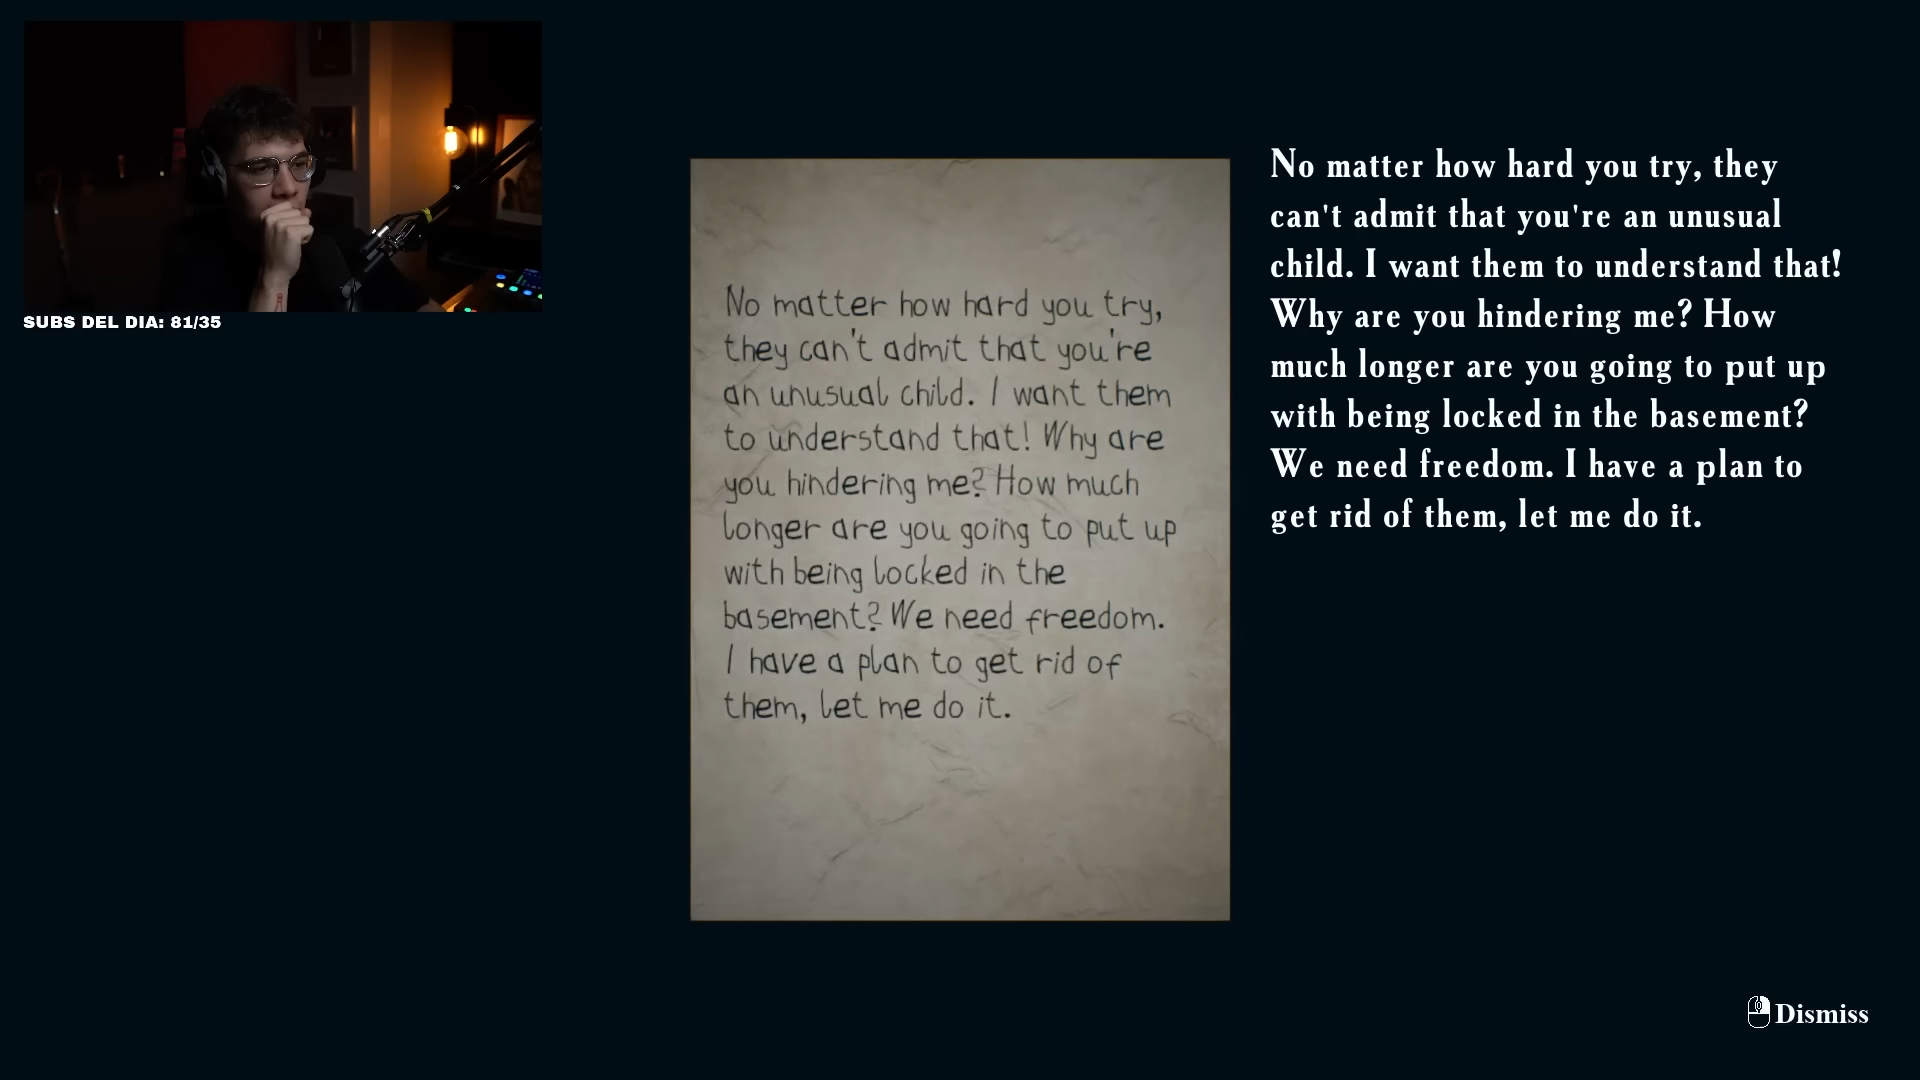 SUBS DEL DIA: 81/35
No matter how hard you try,
they can't admit that you're
an unusual child. I want them
to understand that! Why are
you hindering me? How much
longer are you going to put up
with being locked in the
basement? We need freedom.
I have a plan to get rid of
them, let me do it.
No matter how hard you try, they
can't admit that you're an unusual
child. I want them to understand that!
Why are you hindering me? How
much longer are you going to put up
with being locked in the basement?
We need freedom. I have a plan to
get rid of them, let me do it.
Dismiss